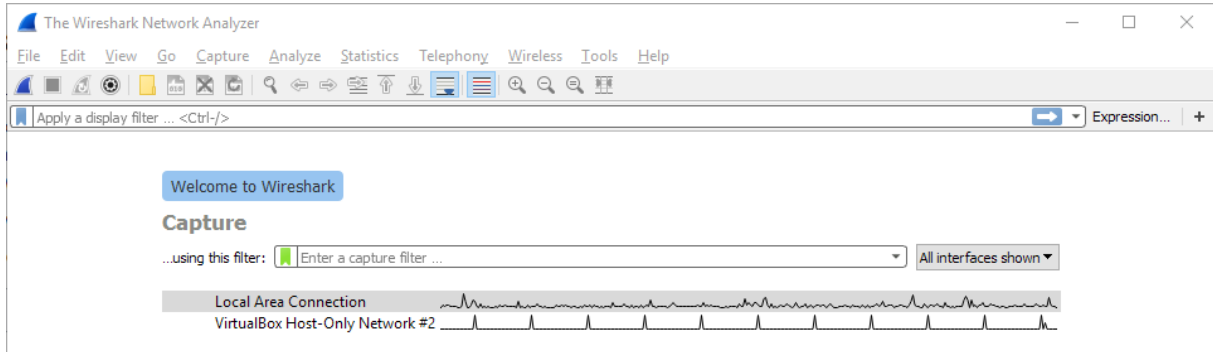 The Wireshark Network Analyzer
File Edit View Go Capture Analyze Statistics Telephony Wireless Tools Help
Apply a display filter ... <Ctrl-/>
Expression... +
Welcome to Wireshark
Capture
...using this filter: Enter a capture filter ... All interfaces shown
Local Area Connection
VirtualBox Host-Only Network #2